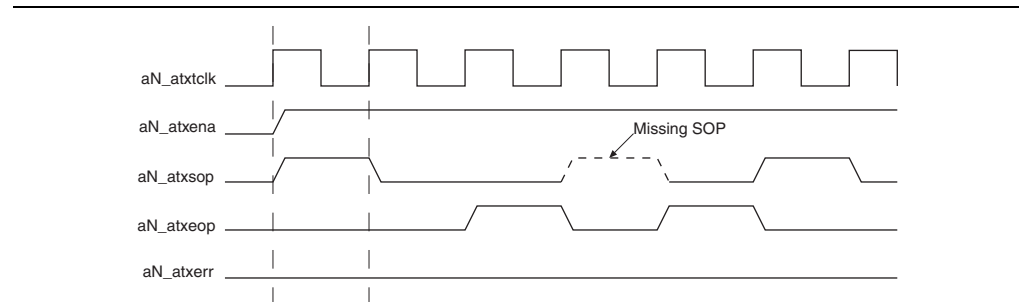 aN_atxtclk
aN_atxena
Missing SOP
aN_atxsop
aN_atxeop
aN_atxerr